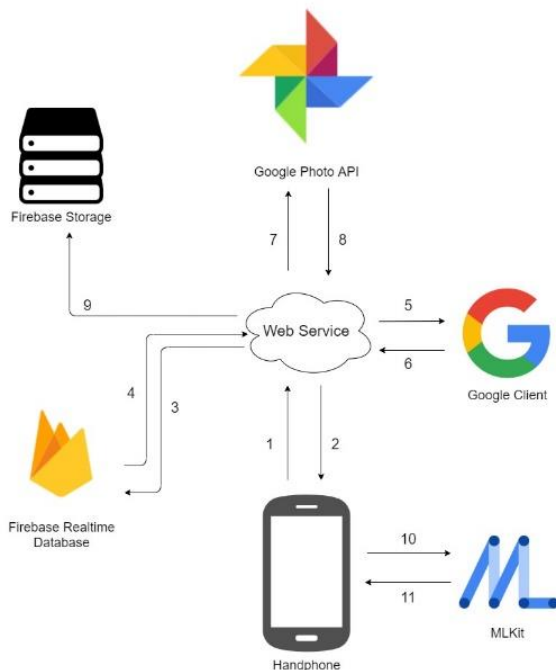 Google Photo API
Firebase Storage
7
8
9
Web Service
5
6
Google Client
4
3
1
2
Firebase Realtime
Database
10
11
MLKit
Handphone